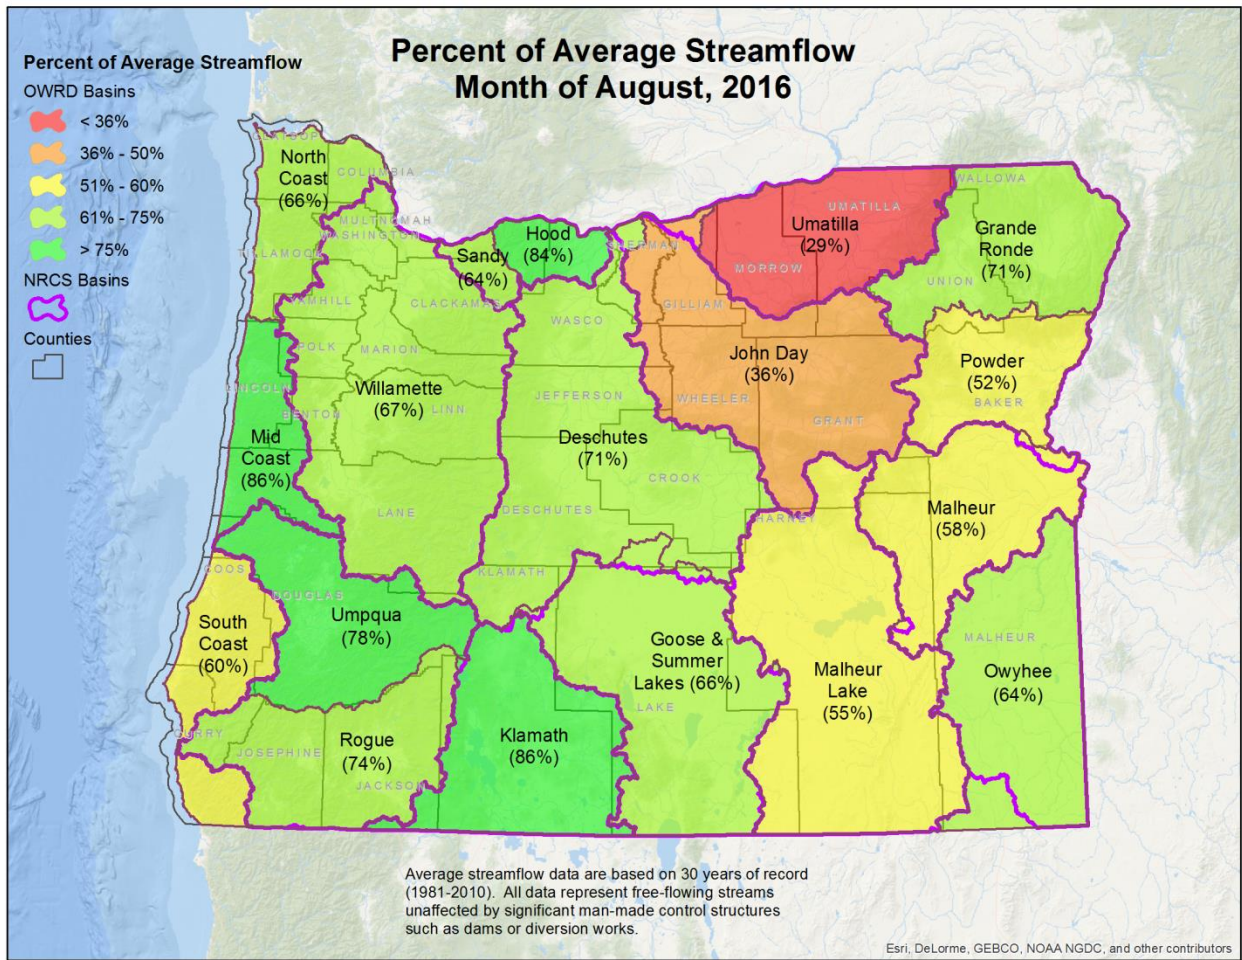 Percent of Average Streamflow
Month of August, 2016
Percent of Average Streamflow
OWRD Basins
< 36%
36% - 50%
51% - 60%
61% - 75%
> 75%
NRCS Basins
Counties
North
Coast
(66%)
COLUMBIA
MULTNOMAH
WASHINGTON
TILLAMOOK
YAMHILL
CLACKAMAS
Sandy
(64%)
Hood
(84%)
SHERMAN
WASCO
GILLIAM
MORROW
UMATILLA
Umatilla
(29%)
WALLOWA
Grande
Ronde
(71%)
UNION
POLK
MARION
LINCOLN
BENTON
LINN
Willamette
(67%)
JEFFERSON
WHEELER
John Day
(36%)
GRANT
Powder
(52%)
BAKER
Mid
Coast
(86%)
LANE
Deschutes
(71%)
CROOK
DESCHUTES
HARNEY
Malheur
(58%)
COOS
DOUGLAS
KLAMATH
South
Coast
(60%)
Umpqua
(78%)
Goose &
Summer
Lakes (66%)
LAKE
Malheur
Lake
(55%)
MALHEUR
Owyhee
(64%)
CURRY
JOSEPHINE
Rogue
(74%)
JACKSON
Klamath
(86%)
Average streamflow data are based on 30 years of record
(1981-2010).  All data represent free-flowing streams
unaffected by significant man-made control structures
such as dams or diversion works.
Esri, DeLorme, GEBCO, NOAA NGDC, and other contributors